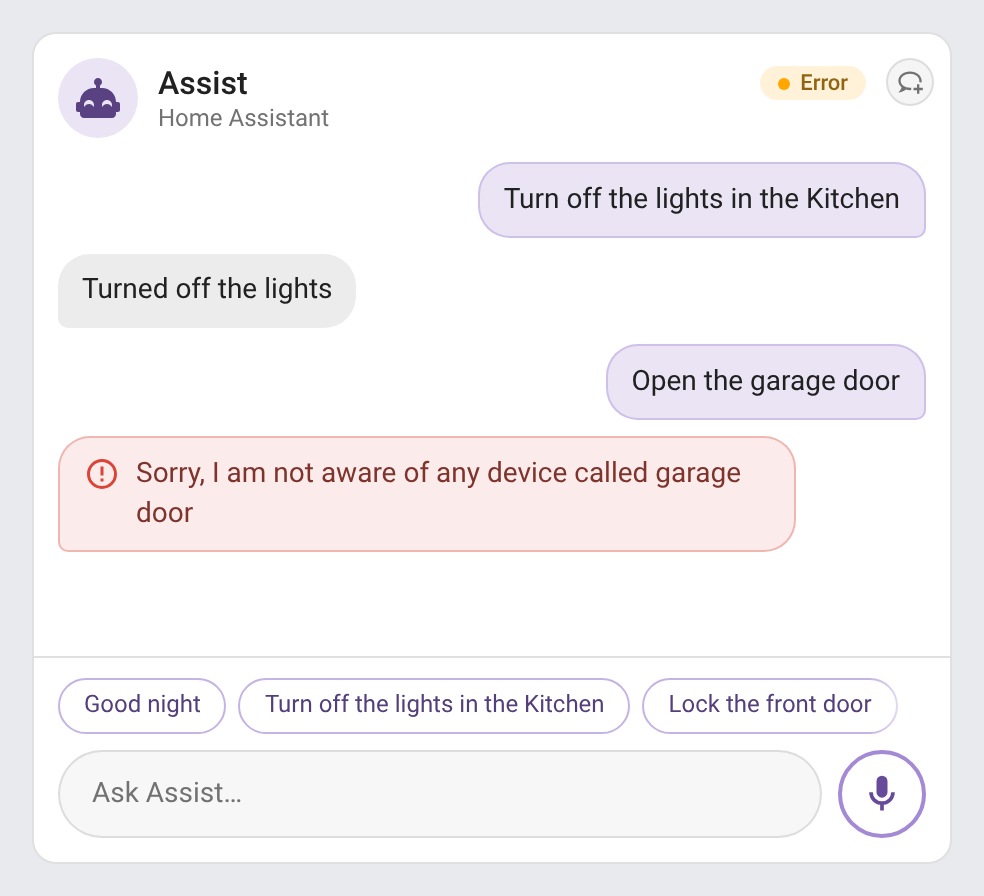 Assist
Home Assistant
Error
Turn off the lights in the Kitchen
Turned off the lights
Open the garage door
Sorry, I am not aware of any device called garage
door
Good night
Turn off the lights in the Kitchen
Lock the front door
Ask Assist...